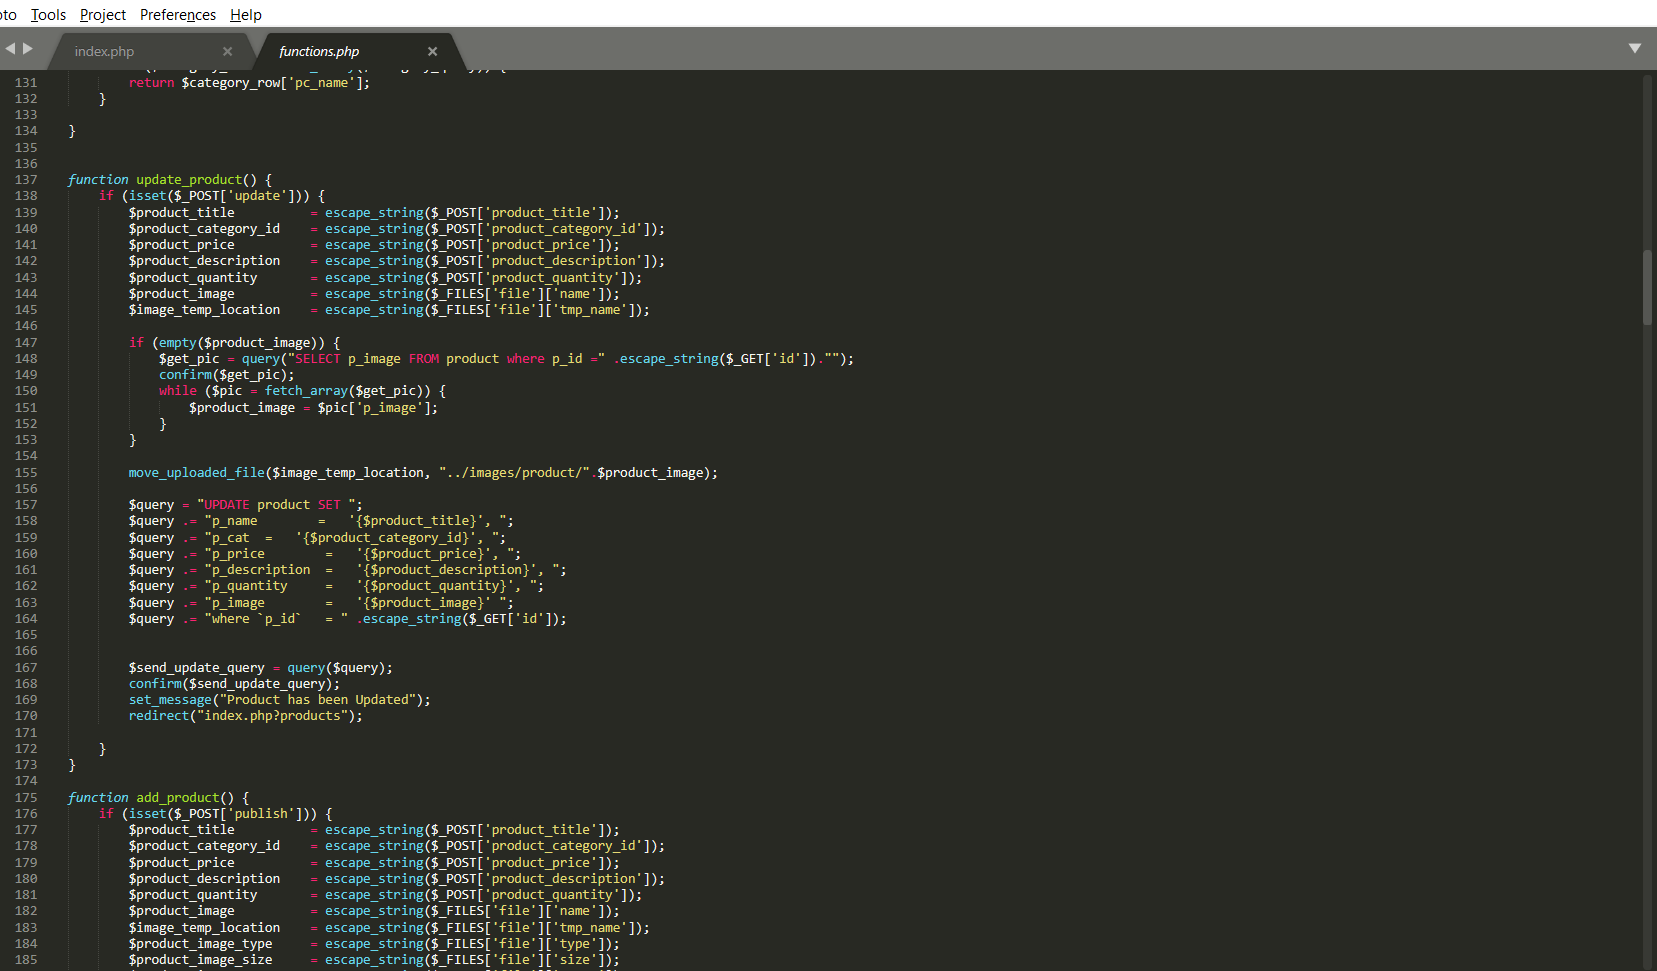 Tools Project Preferences Help
index.php × functions.php ×
131 return $category_row['pc_name'];
132 }
133
134 }
135
136
137 function update_product() {
138 if (isset($_POST['update'])) {
139 $product_title = escape_string($_POST['product_title']);
140 $product_category_id = escape_string($_POST['product_category_id']);
141 $product_price = escape_string($_POST['product_price']);
142 $product_description = escape_string($_POST['product_description']);
143 $product_quantity = escape_string($_POST['product_quantity']);
144 $product_image = escape_string($_FILES['file']['name']);
145 $image_temp_location = escape_string($_FILES['file']['tmp_name']);
146
147 if (empty($product_image)) {
148 $get_pic = query("SELECT p_image FROM product where p_id =" .escape_string($_GET['id'])."");
149 confirm($get_pic);
150 while ($pic = fetch_array($get_pic)) {
151 $product_image = $pic['p_image'];
152 }
153 }
154
155 move_uploaded_file($image_temp_location, "../images/product/".$product_image);
156
157 $query = "UPDATE product SET ";
158 $query .= "p_name = '{$product_title}', ";
159 $query .= "p_cat = '{$product_category_id}', ";
160 $query .= "p_price = '{$product_price}', ";
161 $query .= "p_description = '{$product_description}', ";
162 $query .= "p_quantity = '{$product_quantity}', ";
163 $query .= "p_image = '{$product_image}' ";
164 $query .= "where `p_id` = " .escape_string($_GET['id']);
165
166
167 $send_update_query = query($query);
168 confirm($send_update_query);
169 set_message("Product has been Updated");
170 redirect("index.php?products");
171
172 }
173 }
174
175 function add_product() {
176 if (isset($_POST['publish'])) {
177 $product_title = escape_string($_POST['product_title']);
178 $product_category_id = escape_string($_POST['product_category_id']);
179 $product_price = escape_string($_POST['product_price']);
180 $product_description = escape_string($_POST['product_description']);
181 $product_quantity = escape_string($_POST['product_quantity']);
182 $product_image = escape_string($_FILES['file']['name']);
183 $image_temp_location = escape_string($_FILES['file']['tmp_name']);
184 $product_image_type = escape_string($_FILES['file']['type']);
185 $product_image_size = escape_string($_FILES['file']['size']);